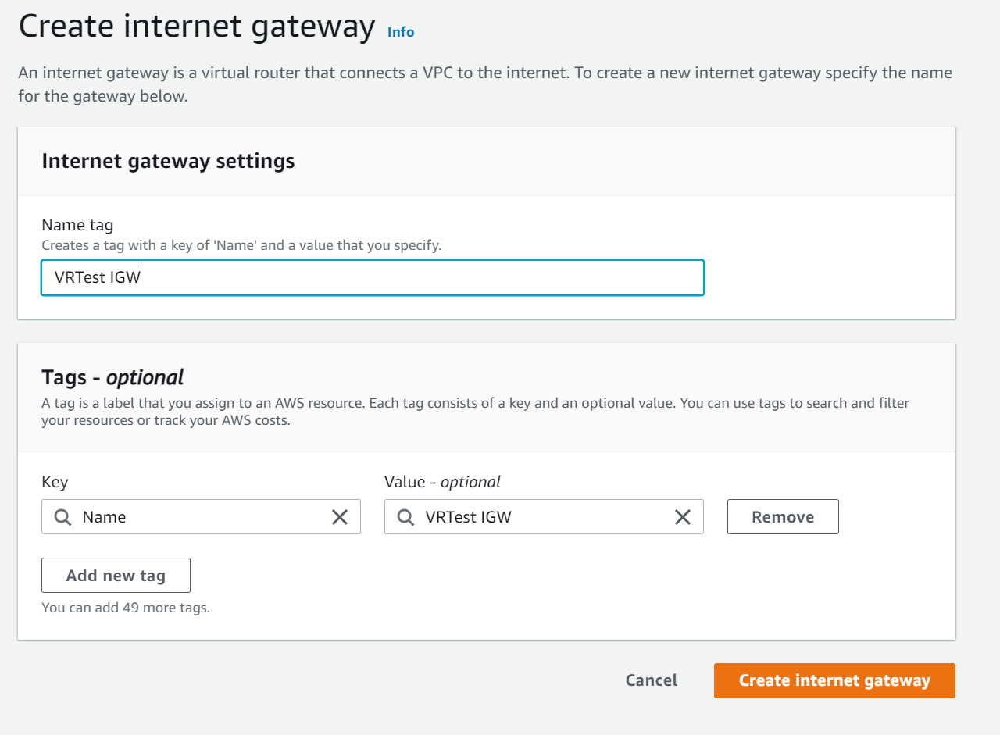 Create internet gateway Info
An internet gateway is a virtual router that connects a VPC to the internet. To create a new internet gateway specify the name
for the gateway below.
Internet gateway settings
Name tag
Creates a tag with a key of 'Name' and a value that you specify.
VRTest IGW
Tags - optional
A tag is a label that you assign to an AWS resource. Each tag consists of a key and an optional value. You can use tags to search and filter
your resources or track your AWS costs.
Key Value - optional
Name VRTest IGW Remove
Add new tag
You can add 49 more tags.
Cancel Create internet gateway